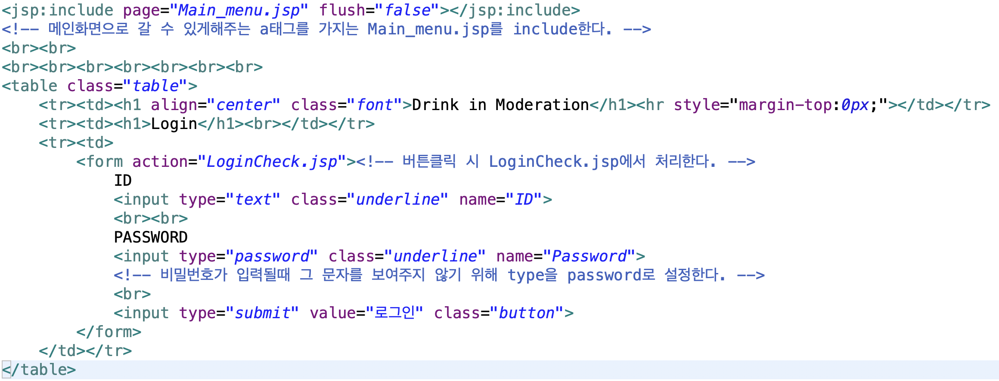 <jsp:include page="Main_menu.jsp" flush="false"></jsp:include>
<!-- 메인화면으로 갈 수 있게해주는 a태그를 가지는 Main_menu.jsp를 include한다. -->
<br><br>
<br><br><br><br><br><br><br>
<table class="table">
    <tr><td><h1 align="center" class="font">Drink in Moderation</h1><hr style="margin-top:0px;"></td></tr>
    <tr><td><h1>Login</h1><br></td></tr>
    <tr><td>
        <form action="LoginCheck.jsp"><!-- 버튼클릭 시 LoginCheck.jsp에서 처리한다. -->
            ID
            <input type="text" class="underline" name="ID">
            <br><br>
            PASSWORD
            <input type="password" class="underline" name="Password">
            <!-- 비밀번호가 입력될때 그 문자를 보여주지 않기 위해 type을 password로 설정한다. -->
            <br>
            <input type="submit" value="로그인" class="button">
        </form>
    </td></tr>
</table>